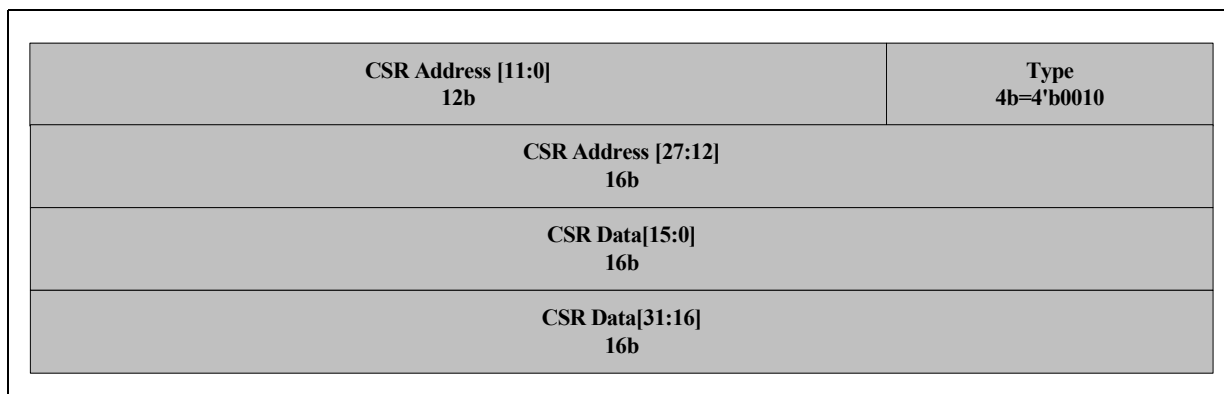 CSR Address [11:0]
12b
Type
4b=4'b0010
CSR Address [27:12]
16b
CSR Data[15:0]
16b
CSR Data[31:16]
16b